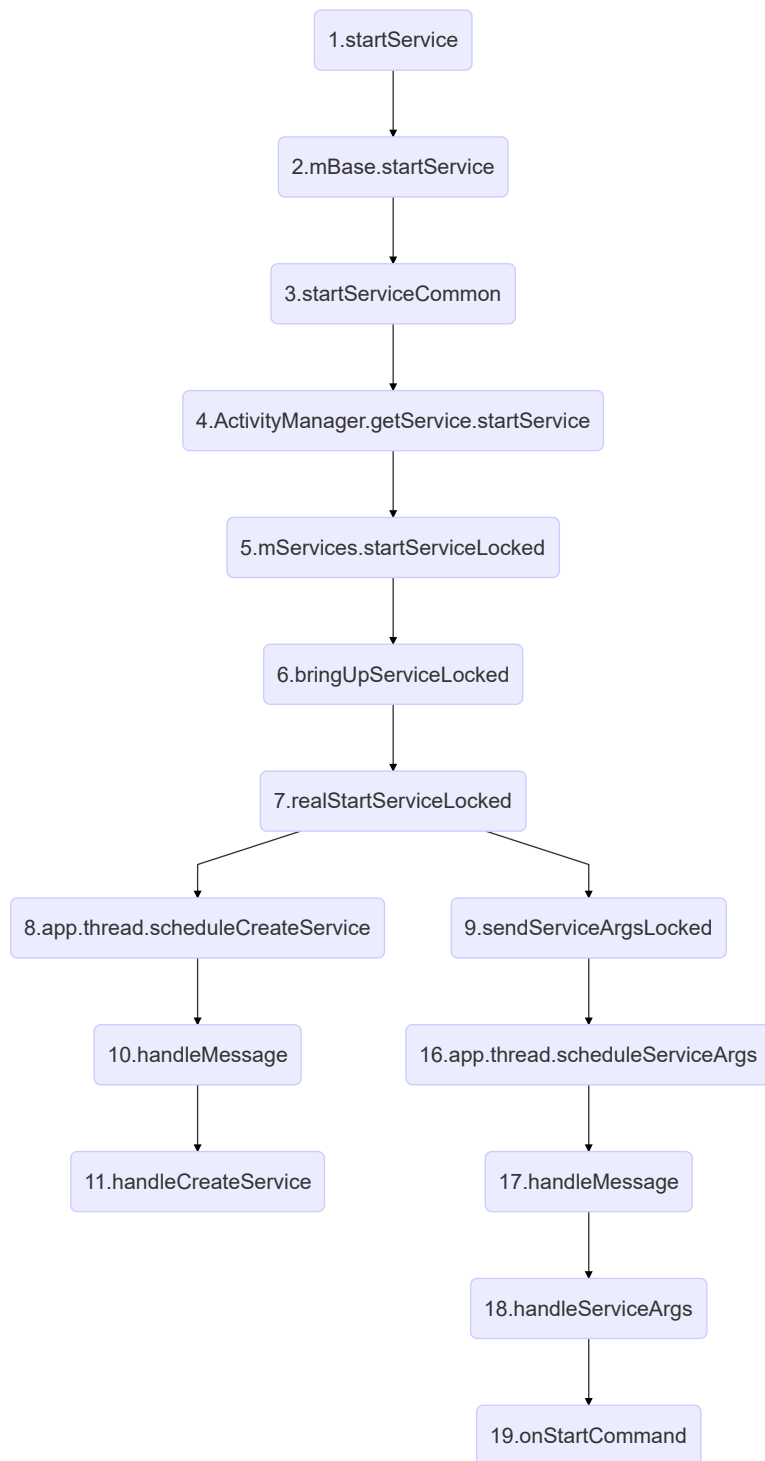 1.startService
2.mBase.startService
3.startServiceCommon
4.ActivityManager.getService.startService
5.mServices.startServiceLocked
6.bringUpServiceLocked
7.realStartServiceLocked
8.app.thread.scheduleCreateService
9.sendServiceArgsLocked
10.handleMessage
16.app.thread.scheduleServiceArgs
11.handleCreateService
17.handleMessage
18.handleServiceArgs
19.onStartCommand